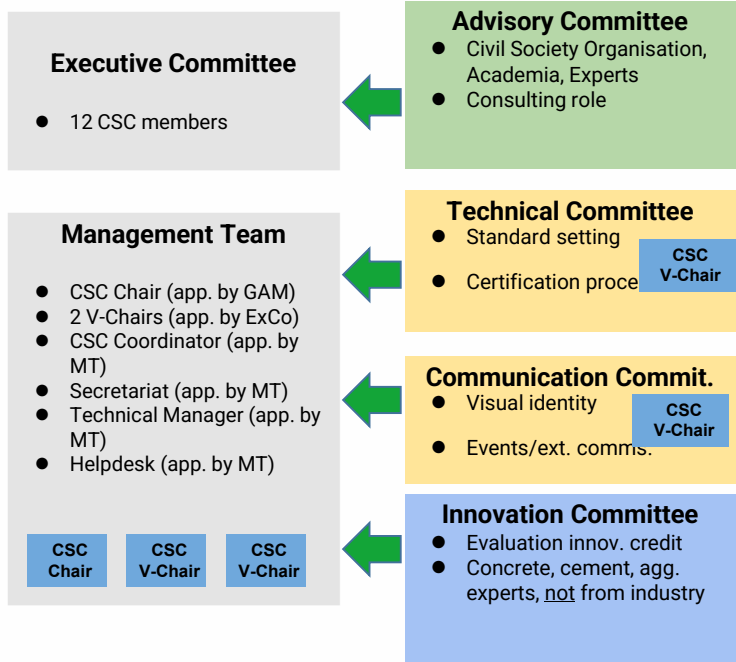 Executive Committee
● 12 CSC members
Advisory Committee
● Civil Society Organisation,
Academia, Experts
● Consulting role
Management Team
● CSC Chair (app. by GAM)
● 2 V-Chairs (app. by ExCo)
● CSC Coordinator (app. by
MT)
● Secretariat (app. by MT)
● Technical Manager (app. by
MT)
● Helpdesk (app. by MT)
CSC
Chair
CSC
V-Chair
CSC
V-Chair
Technical Committee
● Standard setting
● Certification proce
CSC
V-Chair
Communication Commit.
● Visual identity
● Events/ext. comms.
CSC
V-Chair
Innovation Committee
● Evaluation innov. credit
● Concrete, cement, agg.
experts, not from industry